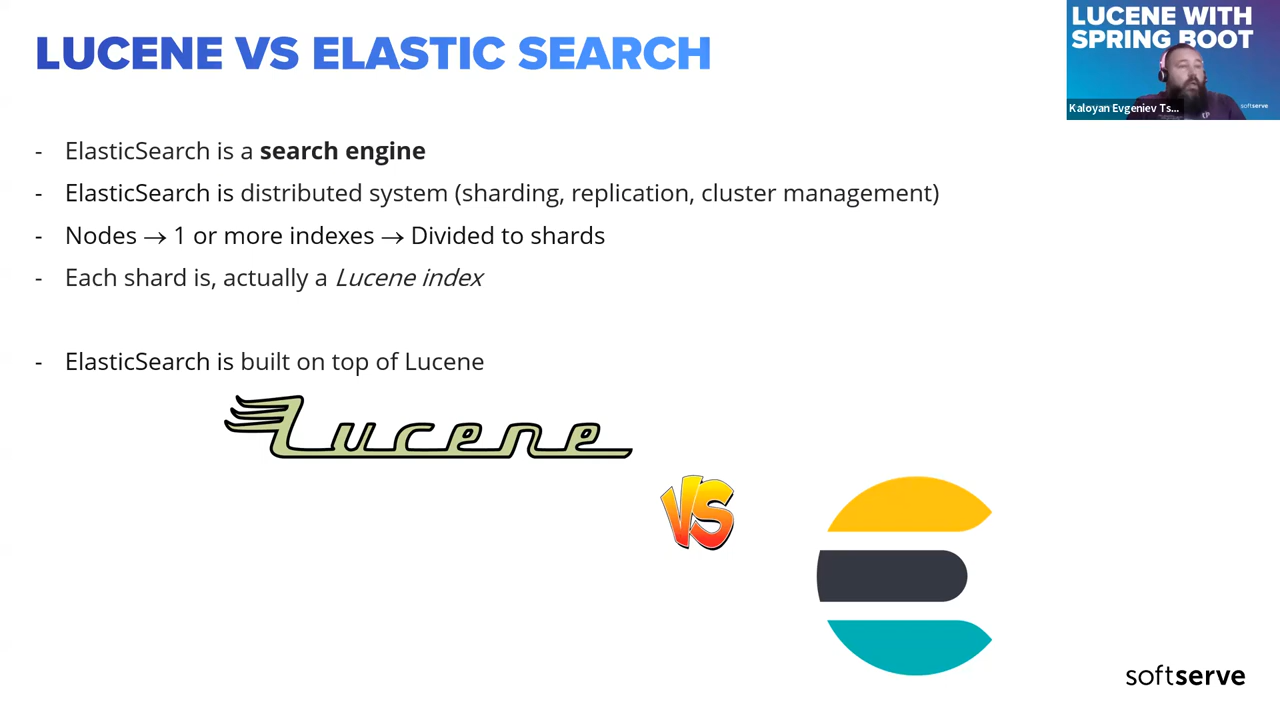 LUCENE VS ELASTIC SEARCH
LUCENE WITH
SPRING BOOT
Kaloyan Evgeniev Ts...
softserve
- ElasticSearch is a search engine
- ElasticSearch is distributed system (sharding, replication, cluster management)
- Nodes → 1 or more indexes → Divided to shards
- Each shard is, actually a Lucene index
- ElasticSearch is built on top of Lucene
Lucene
VS
softserve